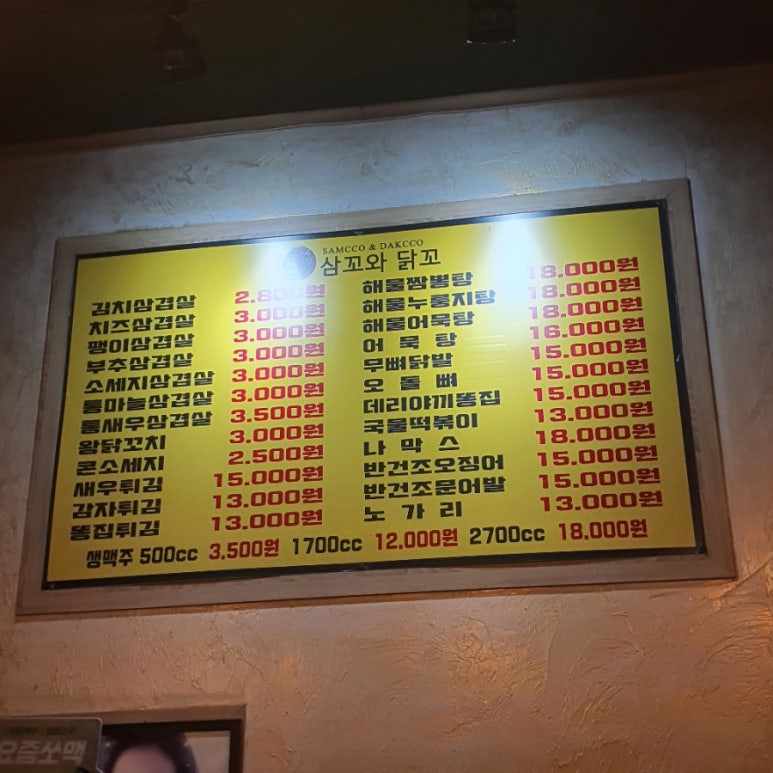 SAMCCO & DAKCCO
삼꼬와 닭꼬
김치삼겹살 2.800원
치즈삼겹살 3.000원
팽이삼겹살 3.000원
부추삼겹살 3.000원
소세지삼겹살 3.000원
통마늘삼겹살 3.000원
통새우삼겹살 3.500원
왕닭꼬치 3.000원
콘소세지 2.500원
새우튀김 15.000원
감자튀김 13.000원
똥집튀김 13.000원
해물짬뽕탕 18.000원
해물누룽지탕 18.000원
해물어묵탕 18.000원
어 묵 탕 16.000원
무뼈닭발 15.000원
오 돌 뼈 15.000원
데리야끼똥집 15.000원
국물떡볶이 13.000원
나 막 스 18.000원
반건조오징어 15.000원
반건조문어발 15.000원
노 가 리 13.000원
생맥주 500cc 3.500원 1700cc 12.000원 2700cc 18.000원
요즘쏘맥